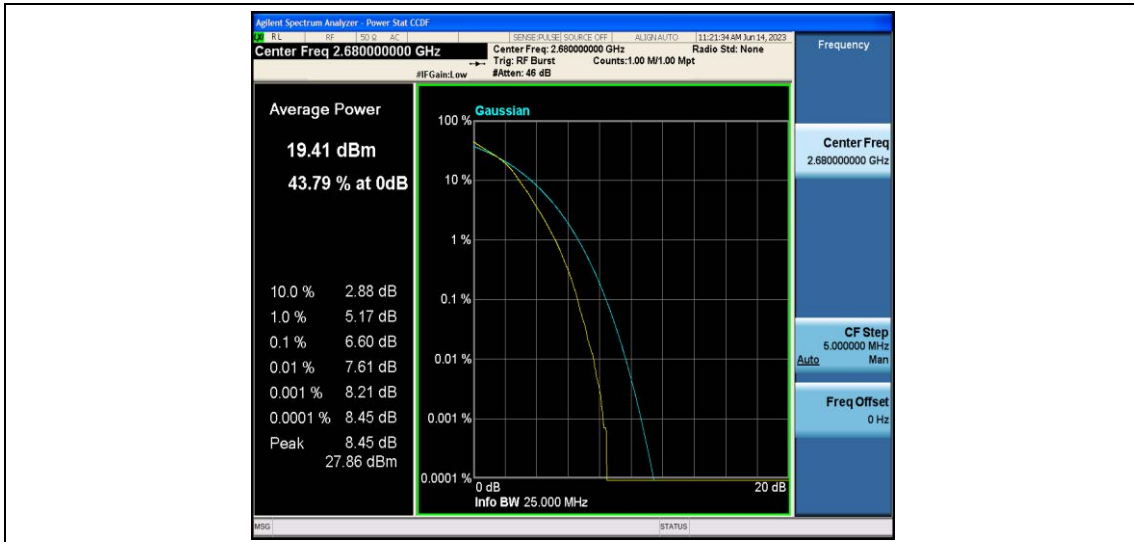 Agilent Spectrum Analyzer - Power Stat CCDF
RL RF 50 Ω AC SENSE:PULSE SOURCE OFF ALIGN AUTO 11:21:34 AM Jun 14, 2023
Center Freq 2.680000000 GHz
Center Freq: 2.680000000 GHz Radio Std: None
Trig: RF Burst Counts:1.00 M/1.00 Mpt
#IFGain:Low #Atten: 46 dB
Frequency
Average Power
19.41 dBm
43.79 % at 0dB
10.0 % 2.88 dB
1.0 % 5.17 dB
0.1 % 6.60 dB
0.01 % 7.61 dB
0.001 % 8.21 dB
0.0001 % 8.45 dB
Peak 8.45 dB
27.86 dBm
Gaussian
100 %
10 %
1 %
0.1 %
0.01 %
0.001 %
0.0001 %
0 dB 20 dB
Info BW 25.000 MHz
Center Freq
2.680000000 GHz
CF Step
5.000000 MHz
Auto Man
Freq Offset
0 Hz
MSG STATUS